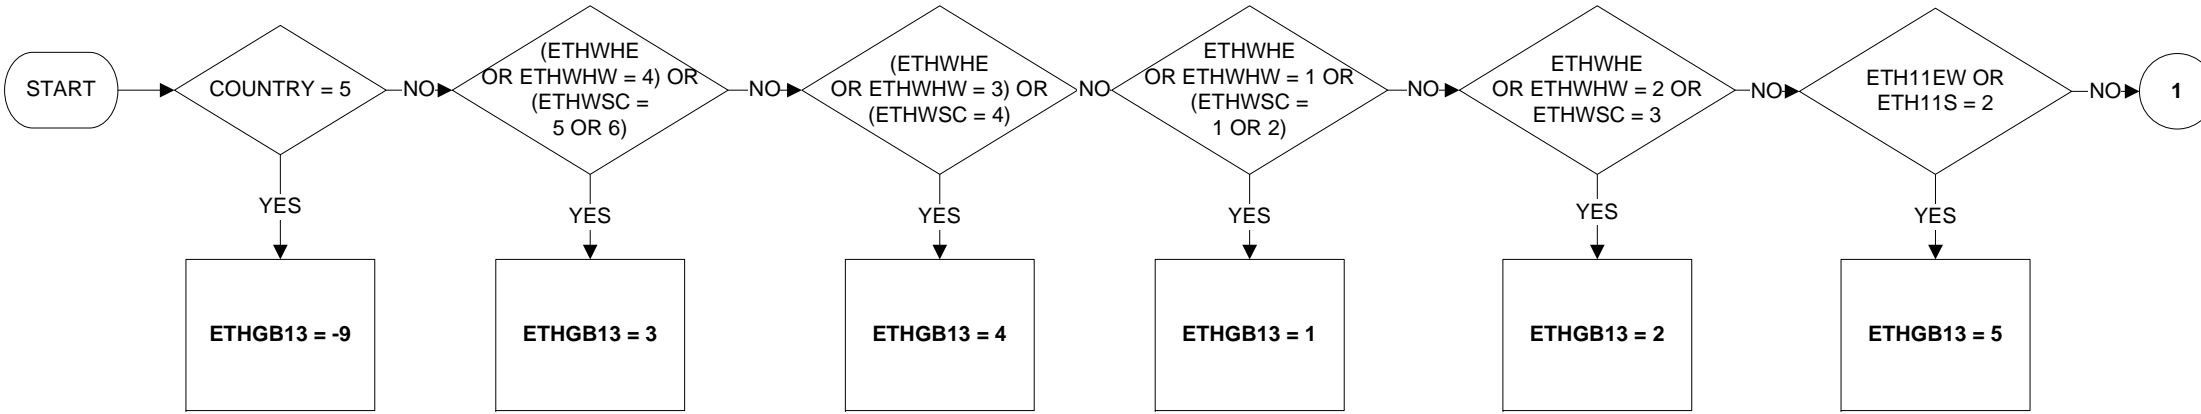 START
COUNTRY = 5
NO
(ETHWHE
OR ETHWHW = 4) OR
(ETHWSC =
5 OR 6)
NO
(ETHWHE
OR ETHWHW = 3) OR
(ETHWSC = 4)
NO
ETHWHE
OR ETHWHW = 1 OR
(ETHWSC =
1 OR 2)
NO
ETHWHE
OR ETHWHW = 2 OR
ETHWSC = 3
NO
ETH11EW OR
ETH11S = 2
NO
1
YES
YES
YES
YES
YES
YES
ETHGB13 = -9
ETHGB13 = 3
ETHGB13 = 4
ETHGB13 = 1
ETHGB13 = 2
ETHGB13 = 5